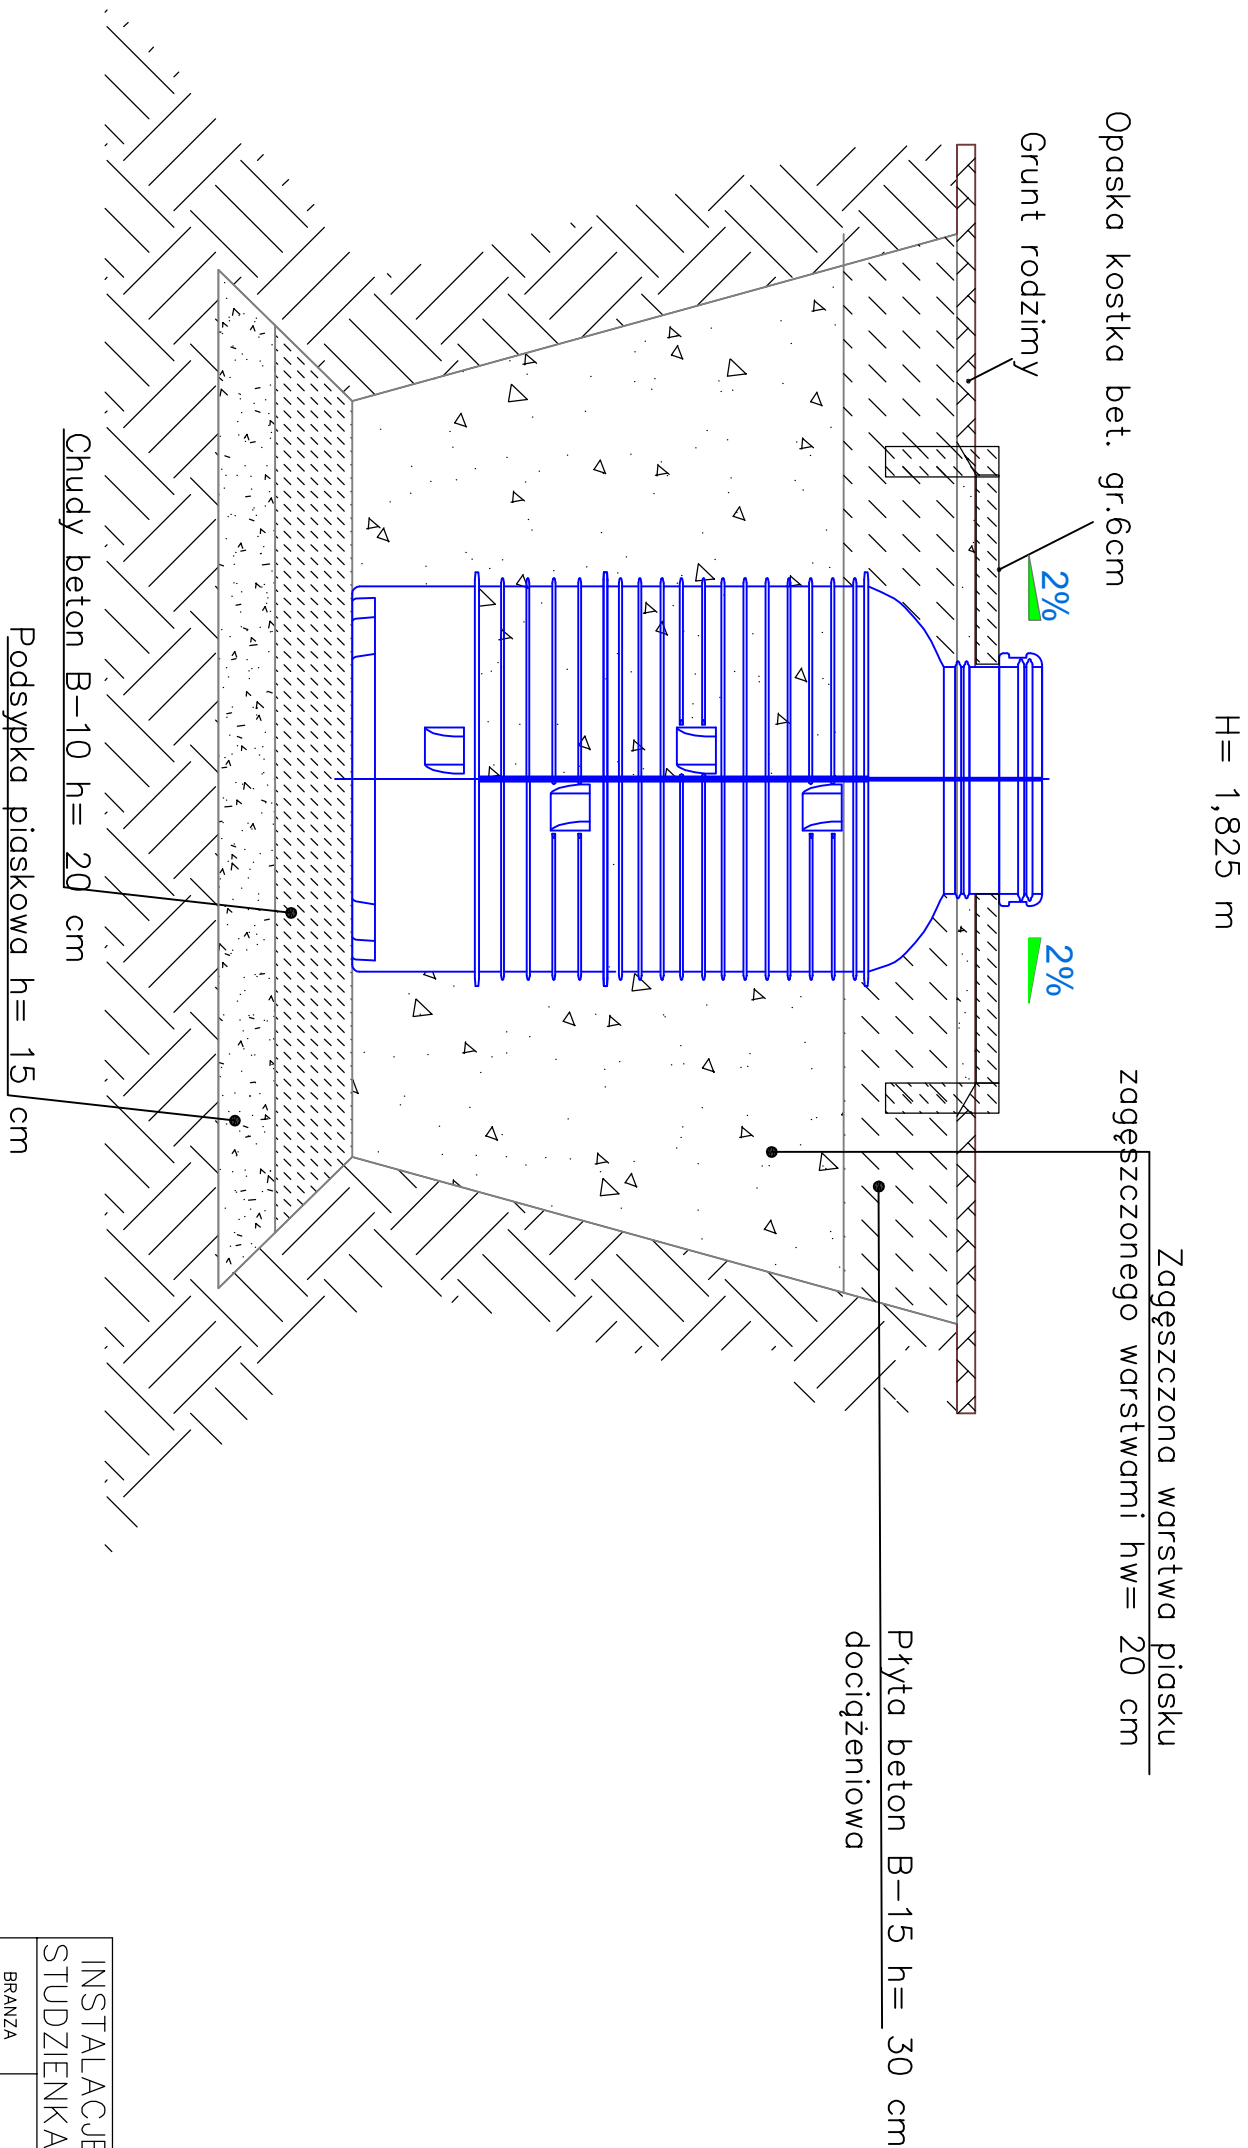 H= 1,825 m
Opaska kostka bet. gr.6cm
Grunt rodzimy
2%
2%
Zagęszczona warstwa piasku
zagęszczonego warstwami hw= 20 cm
Płyta beton B-15 h= 30 cm
dociążeniowa
Chudy beton B-10 h= 20 cm
Podsypka piaskowa h= 15 cm
INSTALACJE
STUDZIENKA
BRANZA